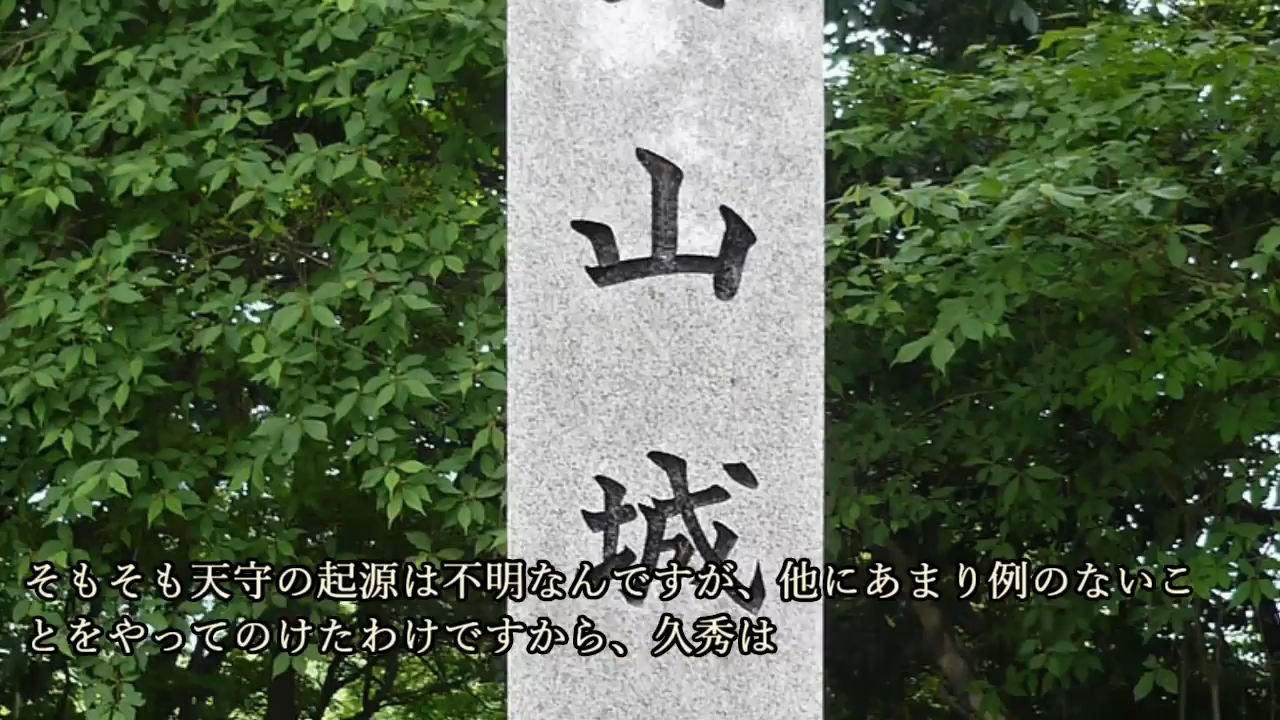 山
城
そもそも天守の起源は不明なんですが、他にあまり例のないこ
とをやってのけたわけですから、久秀は